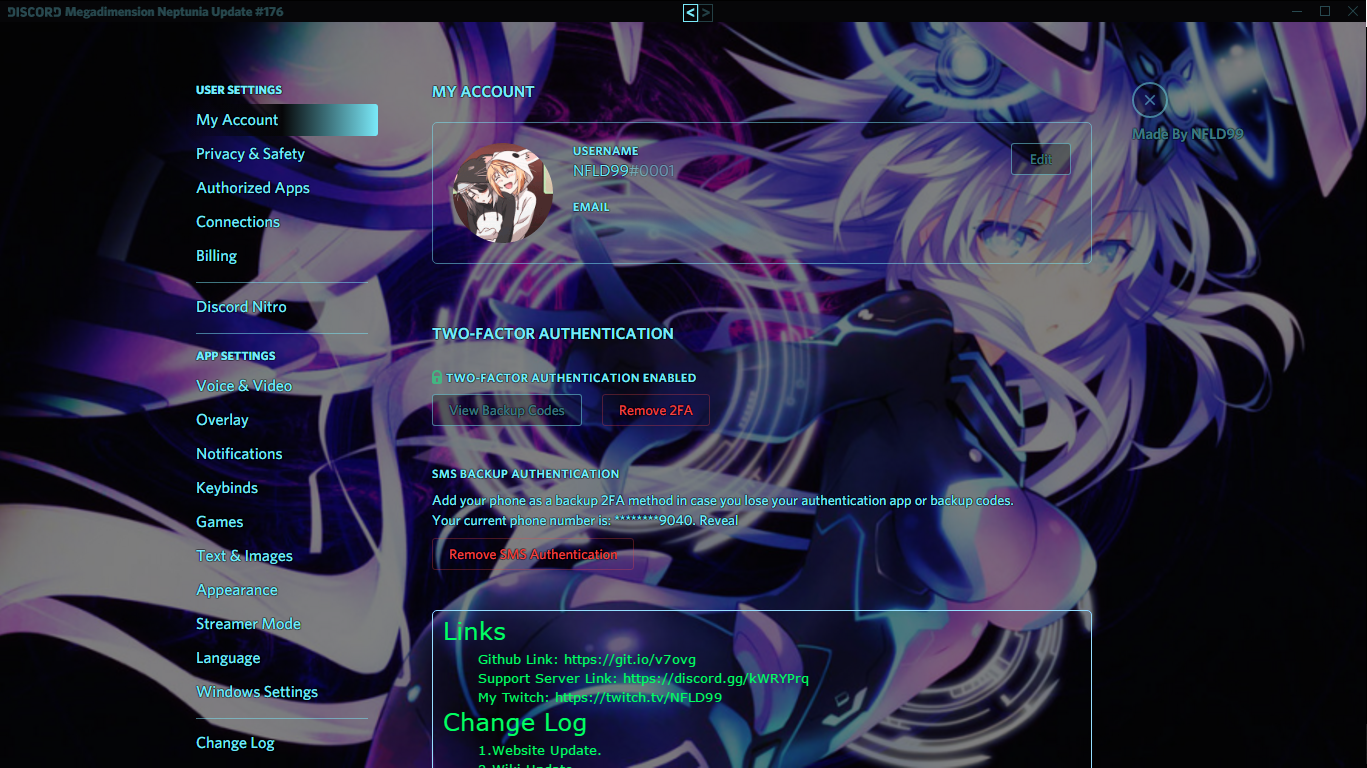 DISCORD Megadimension Neptunia Update #176
< >
USER SETTINGS
My Account
Privacy & Safety
Authorized Apps
Connections
Billing
Discord Nitro
APP SETTINGS
Voice & Video
Overlay
Notifications
Keybinds
Games
Text & Images
Appearance
Streamer Mode
Language
Windows Settings
Change Log
MY ACCOUNT
USERNAME
NFLD99#0001
Edit
EMAIL
Made By NFLD99
TWO-FACTOR AUTHENTICATION
TWO-FACTOR AUTHENTICATION ENABLED
View Backup Codes
Remove 2FA
SMS BACKUP AUTHENTICATION
Add your phone as a backup 2FA method in case you lose your authentication app or backup codes.
Your current phone number is: ********9040. Reveal
Remove SMS Authentication
Links
Github Link: https://git.io/v7ovg
Support Server Link: https://discord.gg/kWRYPrq
My Twitch: https://twitch.tv/NFLD99
Change Log
1.Website Update.
2.Wiki Update